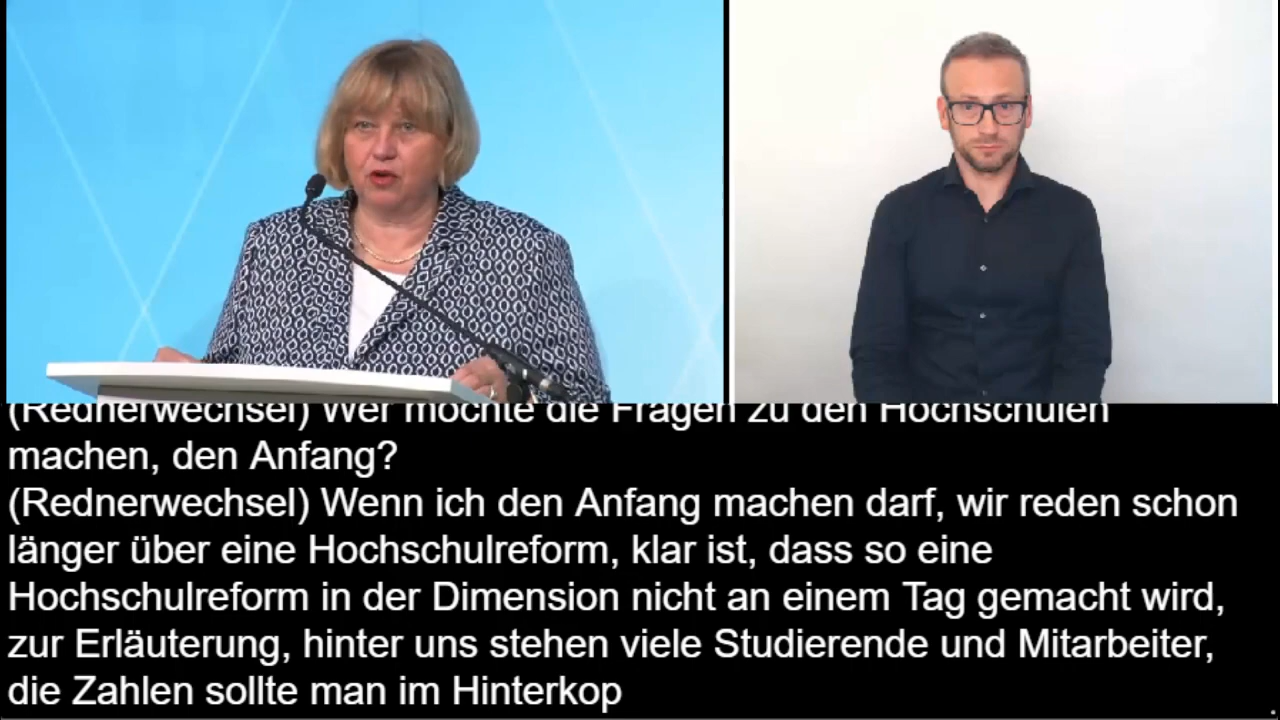 (Rednerwechsel) Wer möchte die Fragen zu den Hochschulen
machen, den Anfang?
(Rednerwechsel) Wenn ich den Anfang machen darf, wir reden schon
länger über eine Hochschulreform, klar ist, dass so eine
Hochschulreform in der Dimension nicht an einem Tag gemacht wird,
zur Erläuterung, hinter uns stehen viele Studierende und Mitarbeiter,
die Zahlen sollte man im Hinterkop